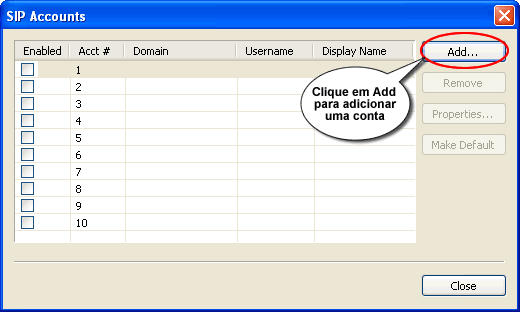 SIP Accounts
Enabled Acct # Domain Username Display Name
1
2
3
4
5
6
7
8
9
10
Add...
Remove
Properties...
Make Default
Clique em Add
para adicionar
uma conta
Close